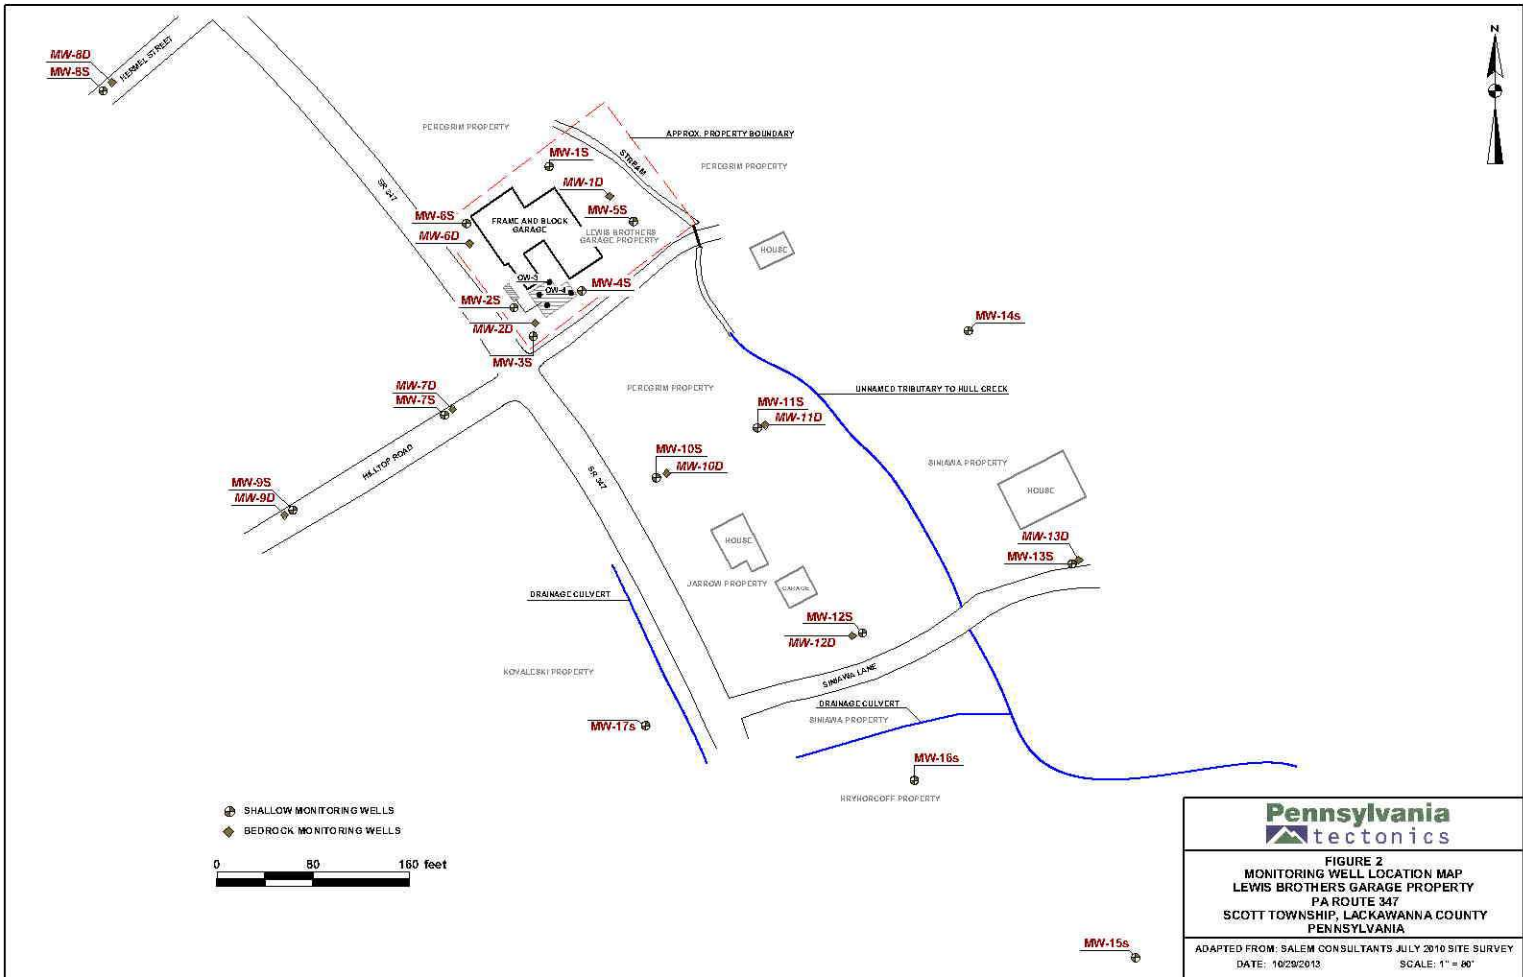 N
MW-8D
MW-8S
HERMEL STREET
PEREGRIM PROPERTY
APPROX. PROPERTY BOUNDARY
MW-1S
STREAM
PEREGRIM PROPERTY
MW-1D
SR 347
MW-5S
MW-6S
FRAME AND BLOCK
GARAGE
LEWIS BROTHERS
GARAGE PROPERTY
MW-6D
HOUSE
OW-4
MW-4S
MW-2S
MW-14s
MW-2D
MW-3S
MW-7D
MW-7S
PEREGRIM PROPERTY
UNNAMED TRIBUTARY TO HULL CREEK
MW-11S
MW-11D
HILLTOP ROAD
MW-10S
MW-10D
SR 347
SINIAWA PROPERTY
HOUSE
MW-9S
MW-9D
HOUSE
MW-13D
MW-13S
JARROW PROPERTY
GARAGE
DRAINAGE CULVERT
MW-12S
MW-12D
KOVALESKI PROPERTY
SINIAWA LANE
DRAINAGE CULVERT
SINIAWA PROPERTY
MW-17s
MW-16s
HRYHORCOFF PROPERTY
SHALLOW MONITORING WELLS
BEDROCK MONITORING WELLS
0 80 160 feet
Pennsylvania
tectonics
FIGURE 2
MONITORING WELL LOCATION MAP
LEWIS BROTHERS GARAGE PROPERTY
PA ROUTE 347
SCOTT TOWNSHIP, LACKAWANNA COUNTY
PENNSYLVANIA
MW-15s
ADAPTED FROM: SALEM CONSULTANTS JULY 2010 SITE SURVEY
DATE: 10/29/2013 SCALE: 1" = 80'